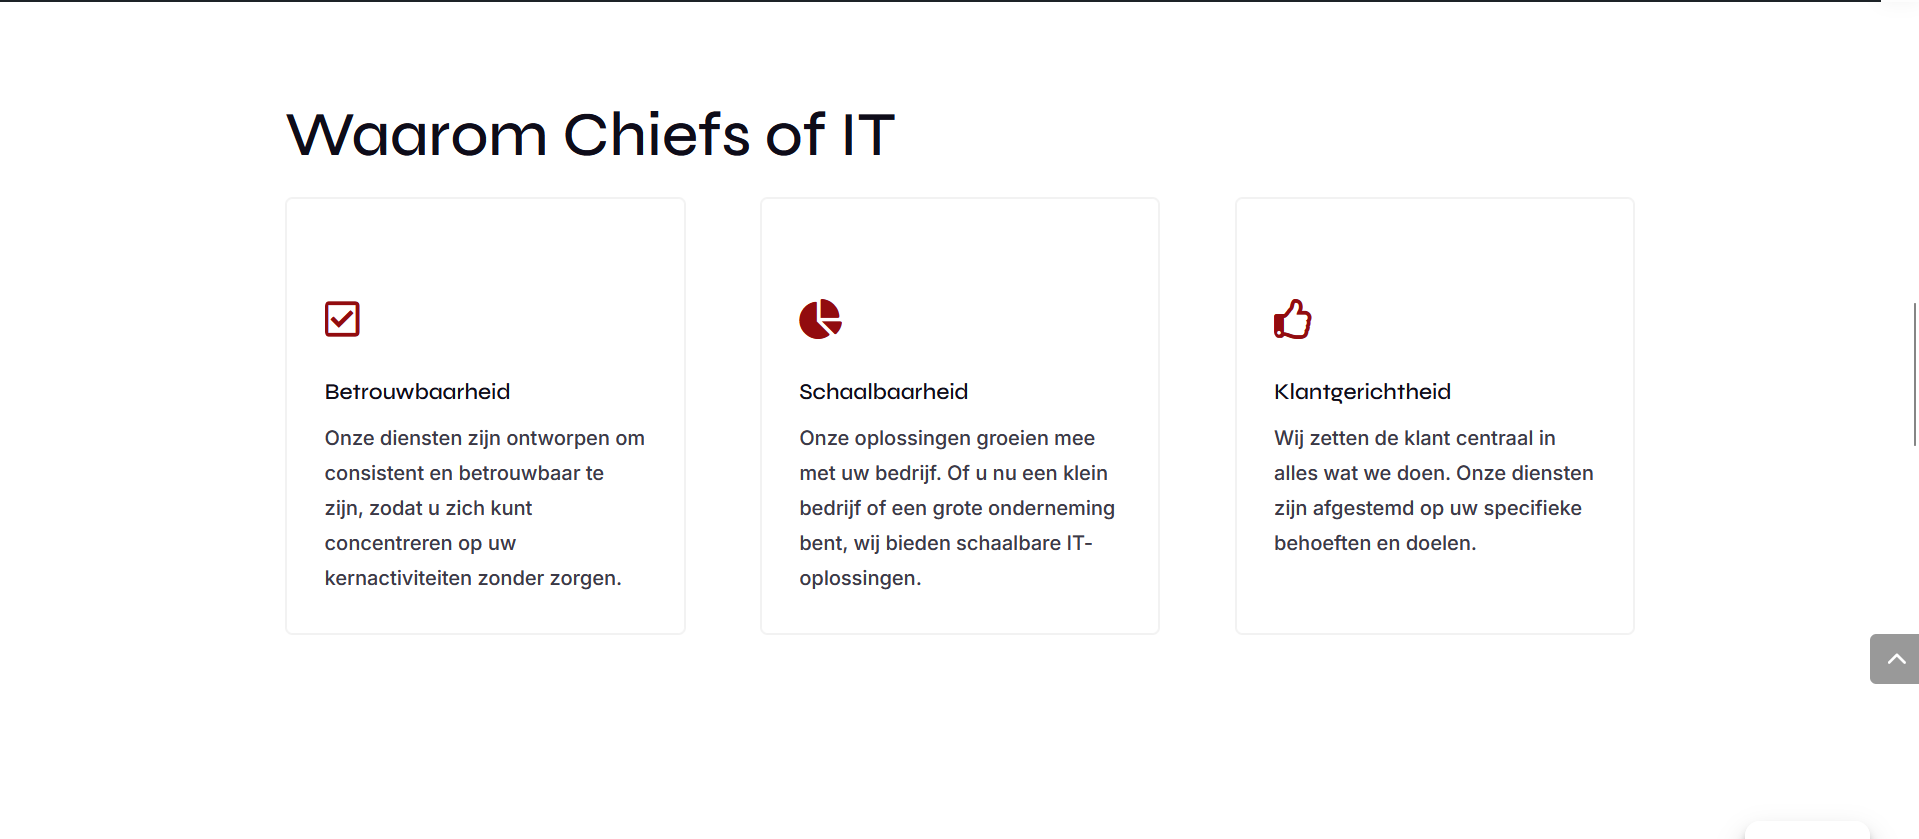 Waarom Chiefs of IT
Betrouwbaarheid
Onze diensten zijn ontworpen om
consistent en betrouwbaar te
zijn, zodat u zich kunt
concentreren op uw
kernactiviteiten zonder zorgen.
Schaalbaarheid
Onze oplossingen groeien mee
met uw bedrijf. Of u nu een klein
bedrijf of een grote onderneming
bent, wij bieden schaalbare IT-
oplossingen.
Klantgerichtheid
Wij zetten de klant centraal in
alles wat we doen. Onze diensten
zijn afgestemd op uw specifieke
behoeften en doelen.